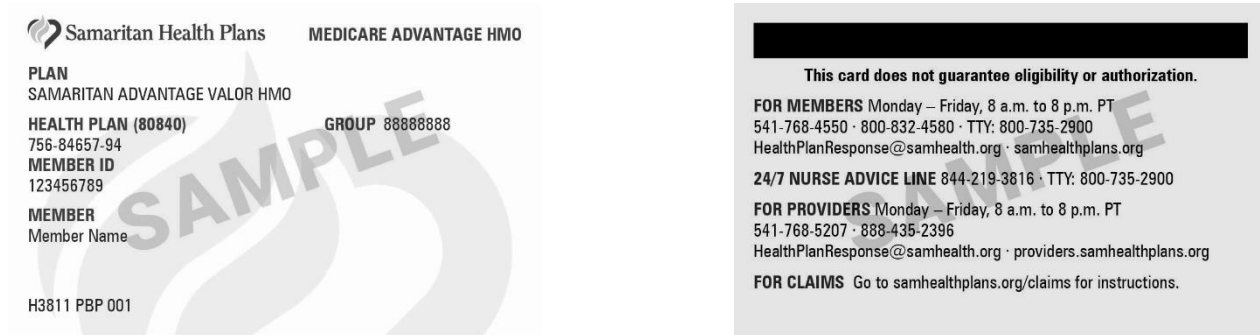 Samaritan Health Plans
MEDICARE ADVANTAGE HMO
PLAN
SAMARITAN ADVANTAGE VALOR HMO
HEALTH PLAN (80840)
GROUP 88888888
756-84657-94
MEMBER ID
123456789
MEMBER
Member Name
H3811 PBP 001
SAMPLE
This card does not guarantee eligibility or authorization.
FOR MEMBERS Monday – Friday, 8 a.m. to 8 p.m. PT
541-768-4550 · 800-832-4580 · TTY: 800-735-2900
HealthPlanResponse@samhealth.org · samhealthplans.org
24/7 NURSE ADVICE LINE 844-219-3816 · TTY: 800-735-2900
FOR PROVIDERS Monday – Friday, 8 a.m. to 8 p.m. PT
541-768-5207 · 888-435-2396
HealthPlanResponse@samhealth.org · providers.samhealthplans.org
FOR CLAIMS Go to samhealthplans.org/claims for instructions.
SAMPLE